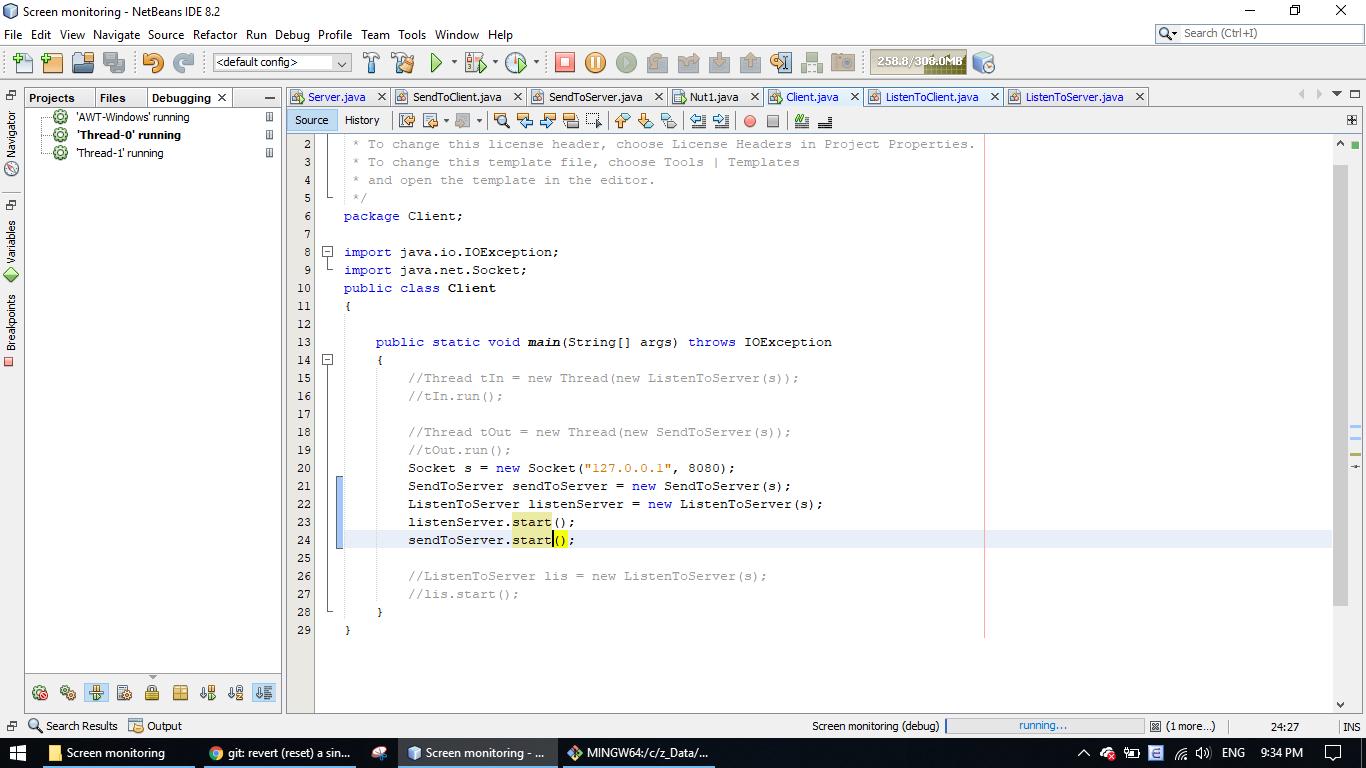 Screen monitoring - NetBeans IDE 8.2
File Edit View Navigate Source Refactor Run Debug Profile Team Tools Window Help
Search (Ctrl+I)
<default config>
258.8/308.0MB
Projects Files Debugging
Server.java SendToClient.java SendToServer.java Nut1.java Client.java ListenToClient.java ListenToServer.java
Navigator
Variables
Breakpoints
'AWT-Windows' running
'Thread-0' running
'Thread-1' running
Source History
2 * To change this license header, choose License Headers in Project Properties.
3 * To change this template file, choose Tools | Templates
4 * and open the template in the editor.
5 */
6 package Client;
7
8 import java.io.IOException;
9 import java.net.Socket;
10 public class Client
11 {
12
13 public static void main(String[] args) throws IOException
14 {
15 //Thread tIn = new Thread(new ListenToServer(s));
16 //tIn.run();
17
18 //Thread tOut = new Thread(new SendToServer(s));
19 //tOut.run();
20 Socket s = new Socket("127.0.0.1", 8080);
21 SendToServer sendToServer = new SendToServer(s);
22 ListenToServer listenServer = new ListenToServer(s);
23 listenServer.start();
24 sendToServer.start();
25
26 //ListenToServer lis = new ListenToServer(s);
27 //lis.start();
28 }
29 }
Search Results Output
Screen monitoring (debug) running... (1 more...) 24:27 INS
Screen monitoring
git: revert (reset) a sin...
Screen monitoring - ...
MINGW64:/c/z_Data/...
ENG 9:34 PM